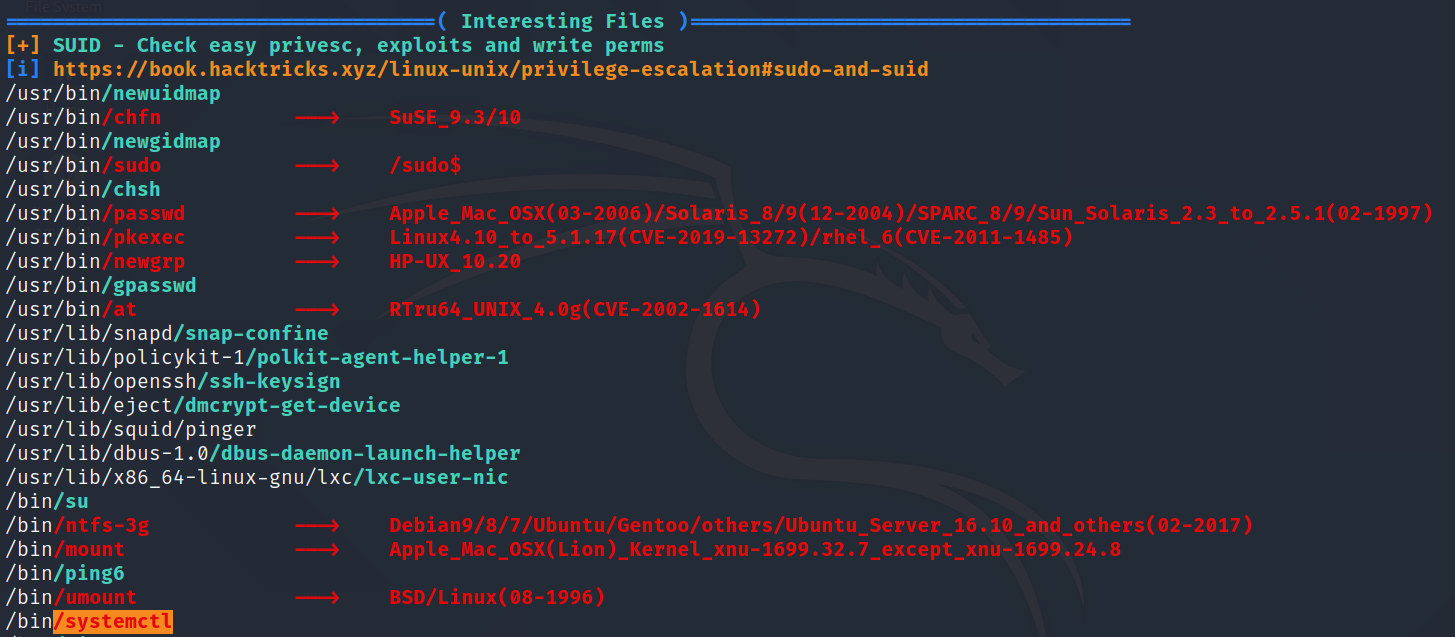 File System
( Interesting Files )
[+] SUID - Check easy privesc, exploits and write perms
[i] https://book.hacktricks.xyz/linux-unix/privilege-escalation#sudo-and-suid
/usr/bin/newuidmap
/usr/bin/chfn ---> SuSE_9.3/10
/usr/bin/newgidmap
/usr/bin/sudo ---> /sudo$
/usr/bin/chsh
/usr/bin/passwd ---> Apple_Mac_OSX(03-2006)/Solaris_8/9(12-2004)/SPARC_8/9/Sun_Solaris_2.3_to_2.5.1(02-1997)
/usr/bin/pkexec ---> Linux4.10_to_5.1.17(CVE-2019-13272)/rhel_6(CVE-2011-1485)
/usr/bin/newgrp ---> HP-UX_10.20
/usr/bin/gpasswd
/usr/bin/at ---> RTru64_UNIX_4.0g(CVE-2002-1614)
/usr/lib/snapd/snap-confine
/usr/lib/policykit-1/polkit-agent-helper-1
/usr/lib/openssh/ssh-keysign
/usr/lib/eject/dmcrypt-get-device
/usr/lib/squid/pinger
/usr/lib/dbus-1.0/dbus-daemon-launch-helper
/usr/lib/x86_64-linux-gnu/lxc/lxc-user-nic
/bin/su
/bin/ntfs-3g ---> Debian9/8/7/Ubuntu/Gentoo/others/Ubuntu_Server_16.10_and_others(02-2017)
/bin/mount ---> Apple_Mac_OSX(Lion)_Kernel_xnu-1699.32.7_except_xnu-1699.24.8
/bin/ping6
/bin/umount ---> BSD/Linux(08-1996)
/bin/systemctl